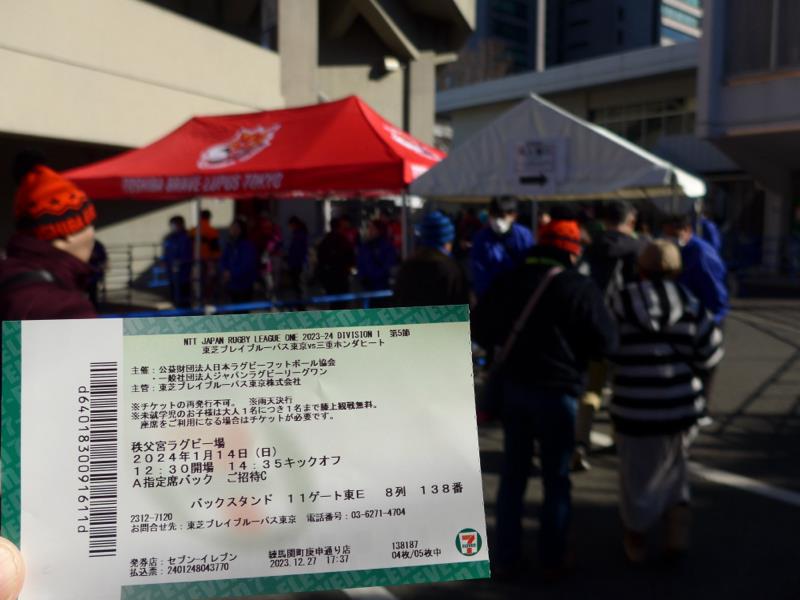 TOSHIBA BRAVE LUPUS TOKYO
NTT JAPAN RUGBY LEAGUE ONE 2023-24 DIVISION 1 第5節
東芝ブレイブルーパス東京vs三重ホンダヒート
主催：公益財団法人日本ラグビーフットボール協会
一般社団法人ジャパンラグビーリーグワン
主管：東芝ブレイブルーパス東京株式会社
※チケットの再発行不可。 ※雨天決行
※未就学児のお子様は大人1名につき1名まで膝上観戦無料。
座席をご利用になる場合はチケットが必要です。
秩父宮ラグビー場
2024年1月14日（日）
12：30開場 14：35キックオフ
A指定席バック ご招待C
バックスタンド 11ゲート東E 8列 138番
2312-7120
お問合せ先：東芝ブレイブルーパス東京 電話番号：03-6271-4704
発券店：セブン-イレブン 練馬関町庚申通り店 138187
払込票：2401248043770 2023.12.27 17:37 04枚/05枚中
d6401830091611d
7
ELEVEN